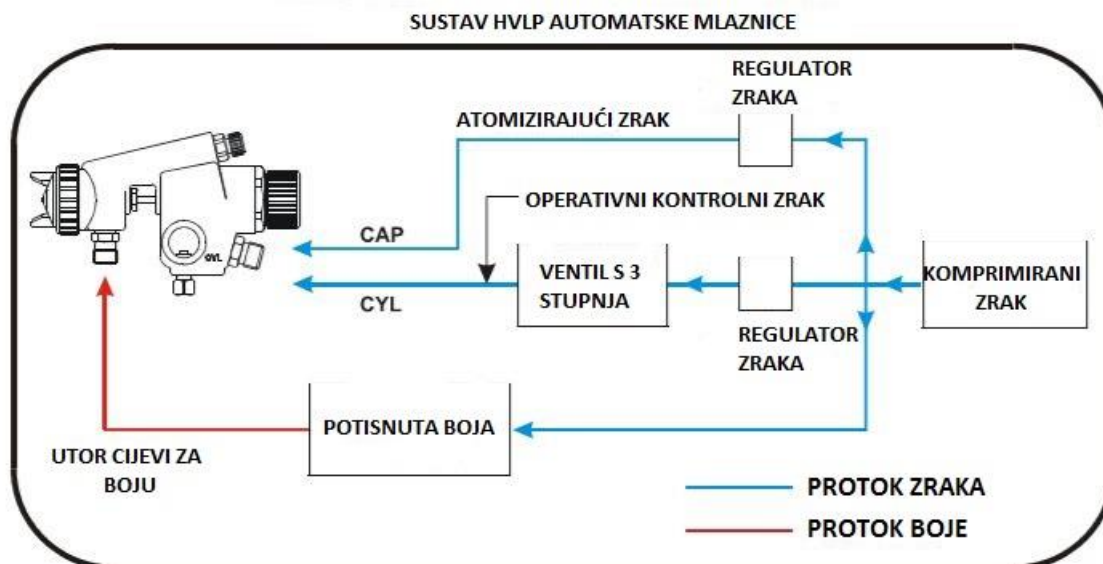 SUSTAV HVLP AUTOMATSKE MLAZNICE
REGULATOR
ZRAKA
ATOMIZIRAJUĆI ZRAK
OPERATIVNI KONTROLNI ZRAK
CAP
CYL
CYL
VENTIL S 3
STUPNJA
KOMPRIMIRANI
ZRAK
REGULATOR
ZRAKA
POTISNUTA BOJA
UTOR CIJEVI ZA
BOJU
PROTOK ZRAKA
PROTOK BOJE